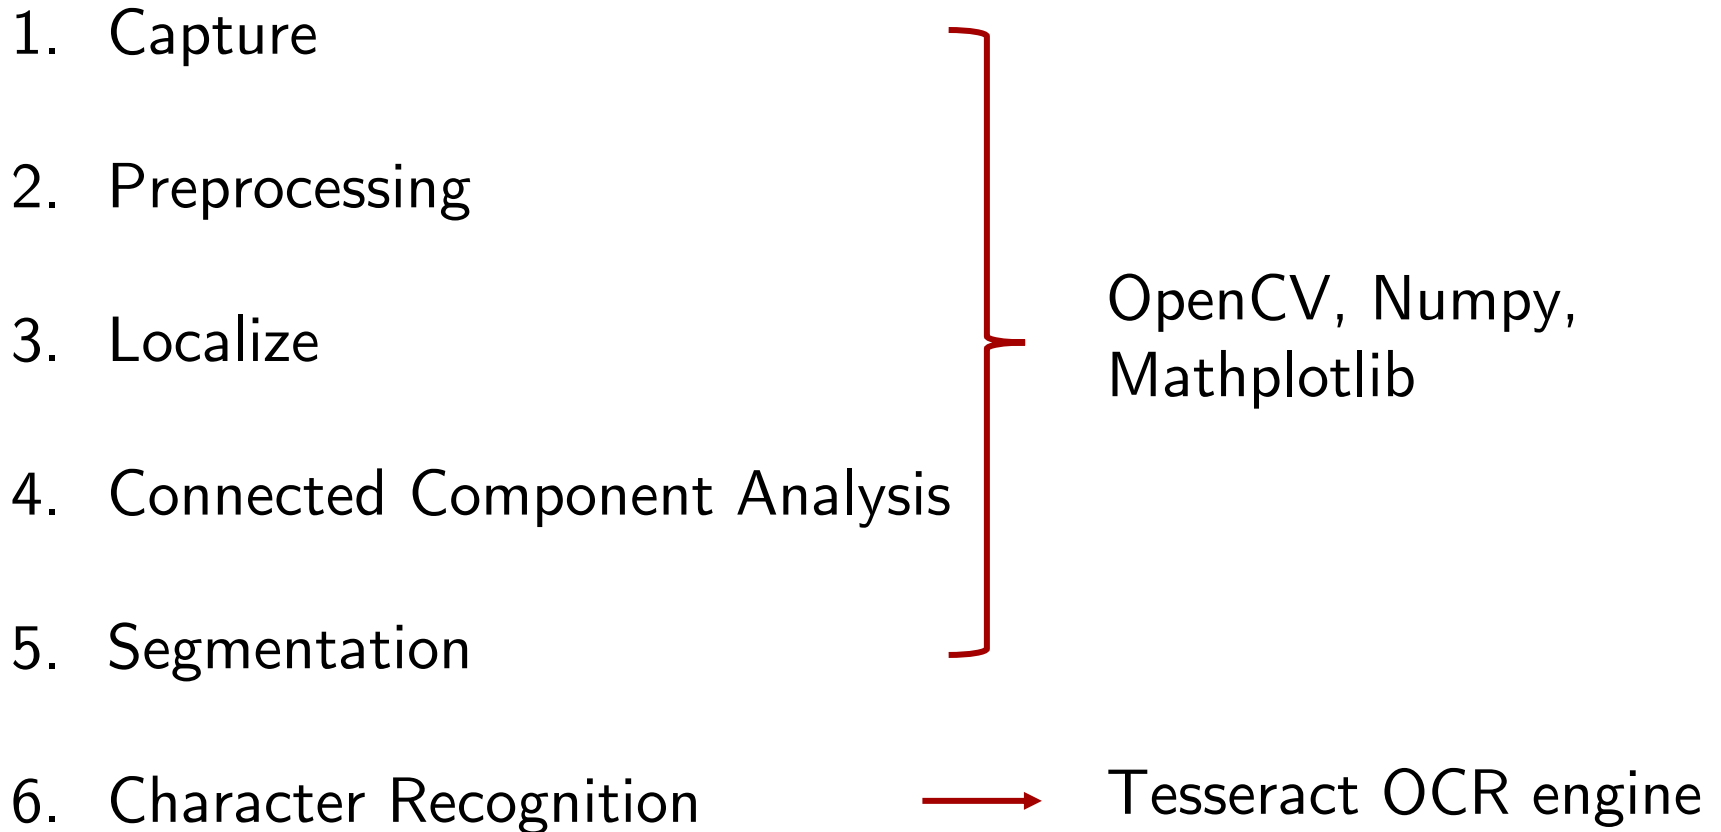 1. Capture
2. Preprocessing
3. Localize
4. Connected Component Analysis
5. Segmentation
OpenCV, Numpy,
Mathplotlib
6. Character Recognition
Tesseract OCR engine